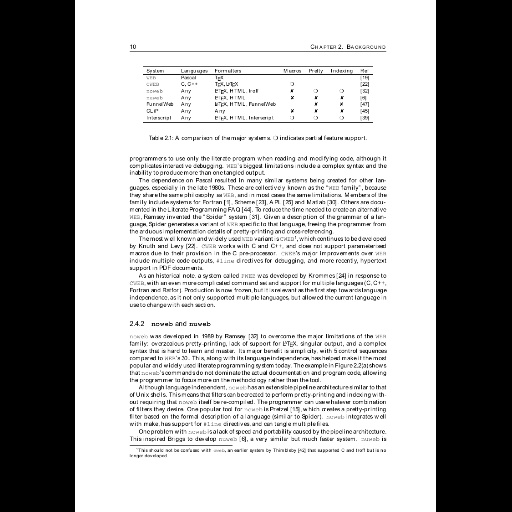 10 CHAPTER 2. BACKGROUND
System Languages Formatters Macros Pretty Indexing Ref
WEB Pascal TEX [19]
CWEB C, C++ TEX, LATEX [22]
noweb Any LATEX, HTML, troff ✗ ❍ ❍ [32]
nuweb Any LATEX, HTML ✗ ✗ ❍ [6]
FunnelWeb Any LATEX, HTML, FunnelWeb ✗ ✗ [47]
CLiP Any Any ✗ ✗ ✗ [45]
Interscript Any LATEX, HTML, Interscript ❍ ❍ ❍ [39]
Table 2.1: A comparison of the major systems. ❍ indicates partial feature support.
programmers to use only the literate program when reading and modifying code, although it
complicates interactive debugging. WEB's biggest limitations include a complex syntax and the
inability to produce more than one tangled output.
The dependence on Pascal resulted in many similar systems being created for other lan-
guages, especially in the late 1980s. These are collectively known as the "WEB family", because
they share the same philosophy as WEB, and in most cases the same limitations. Members of the
family include systems for Fortran [1], Scheme [23], APL [25] and Matlab [30]. Others are docu-
mented in the Literate Programming FAQ [44]. To reduce the time needed to create an alternative
WEB, Ramsey invented the "Spider" system [31]. Given a description of the grammar of a lan-
guage, Spider generates a variant of WEB specific to that language, freeing the programmer from
the arduous implementation details of pretty-printing and cross-referencing.
The most well known and widely used WEB variant is CWEB¹, which continues to be developed
by Knuth and Levy [22]. CWEB works with C and C++, and does not support parameterised
macros due to their provision in the C pre-processor. CWEB's major improvements over WEB
include multiple code outputs, #line directives for debugging, and more recently, hypertext
support in PDF documents.
As an historical note, a system called FWEB was developed by Krommes [24] in response to
CWEB, with an even more complicated command set and support for multiple languages (C, C++,
Fortran and Ratfor). Production is now frozen, but it is relevant as the first step towards language
independence, as it not only supported multiple languages, but allowed the current language in
use to change with each section.
2.4.2 noweb and nuweb
noweb was developed in 1989 by Ramsey [32] to overcome the major limitations of the WEB
family: overzealous pretty-printing, lack of support for LATEX, singular output, and a complex
syntax that is hard to learn and master. Its major benefit is simplicity, with 5 control sequences
compared to WEB's 30. This, along with its language independence, has helped make it the most
popular and widely used literate programming system today. The example in Figure 2.2(a) shows
that noweb's commands do not dominate the actual documentation and program code, allowing
the programmer to focus more on the methodology rather than the tool.
Although language independent, noweb has an extensible pipeline architecture similar to that
of Unix shells. This means that filters can be created to perform pretty-printing and indexing with-
out requiring that noweb itself be re-compiled. The programmer can use whatever combination
of filters they desire. One popular tool for noweb is Pretzel [15], which creates a pretty-printing
filter based on the formal description of a language (similar to Spider). noweb integrates well
with make, has support for #line directives, and can tangle multiple files.
One problem with noweb is a lack of speed and portability caused by the pipeline architecture.
This inspired Briggs to develop nuweb [6], a very similar but much faster system. nuweb is
¹This should not be confused with cweb, an earlier system by Thimbleby [42] that supported C and troff but is no
longer developed.